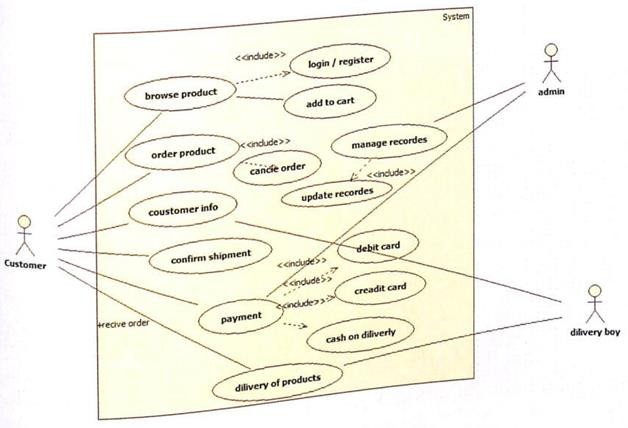 System
<<include>>
login / register
browse product
add to cart
admin
order product
<<include>>
manage recordes
cancle order
<<include>>
update recordes
coustomer info
debit card
confirm shipment
<<include>>
Customer
<<include>>
creadit card
<<include>>
payment
+recive order
cash on diliverly
dilivery boy
dilivery of products